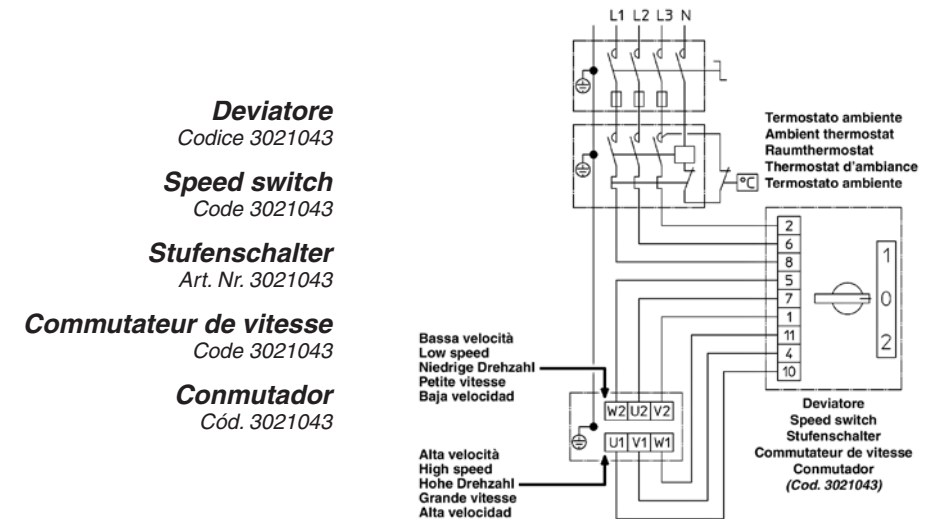 Deviatore
Codice 3021043
Speed switch
Code 3021043
Stufenschalter
Art. Nr. 3021043
Commutateur de vitesse
Code 3021043
Conmutador
Cód. 3021043
L1 L2 L3 N
Termostato ambiente
Ambient thermostat
Raumthermostat
Thermostat d'ambiance
°C Termostato ambiente
2
6
8
5
7
1
11
4
10
1
0
2
Bassa velocità
Low speed
Niedrige Drehzahl
Petite vitesse
Baja velocidad
W2 U2 V2
U1 V1 W1
Alta velocità
High speed
Hohe Drehzahl
Grande vitesse
Alta velocidad
Deviatore
Speed switch
Stufenschalter
Commutateur de vitesse
Conmutador
(Cod. 3021043)